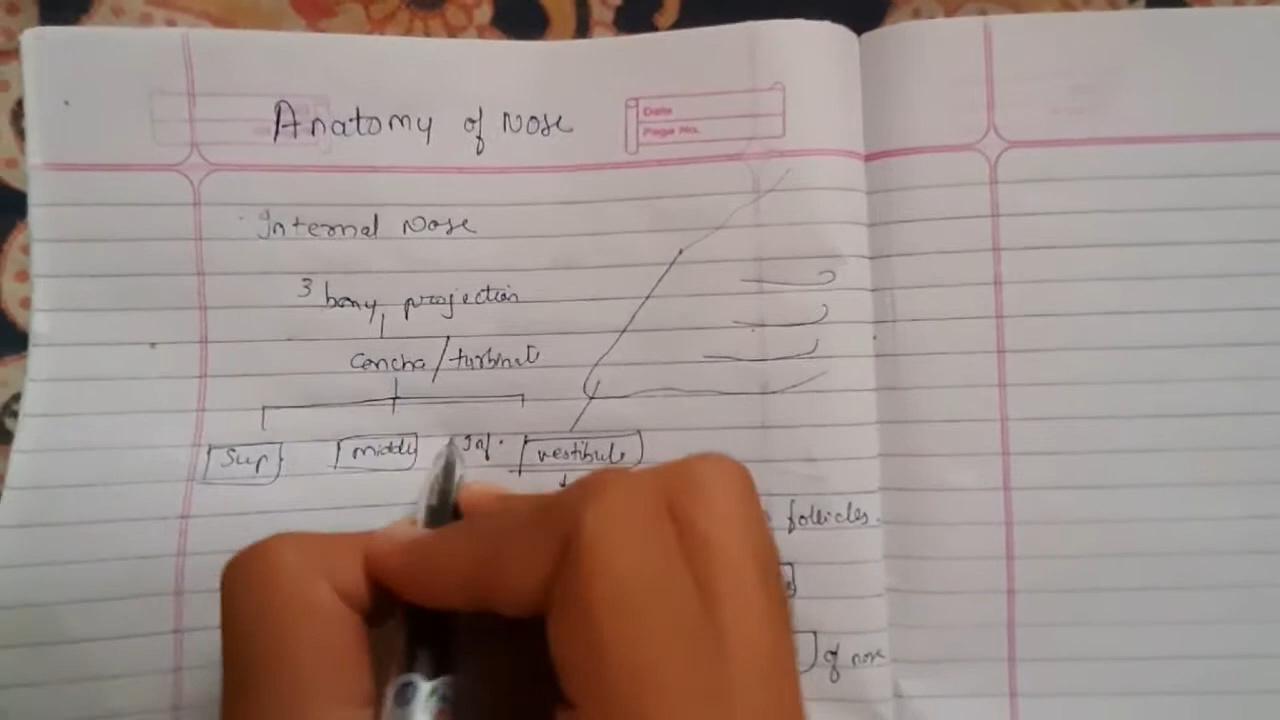 Anatomy of Nose
Date
Page No.
Internal Nose
3 bony projection
Concha/turbinat
Sup middle Inf. vestibule
follicles.
of nose